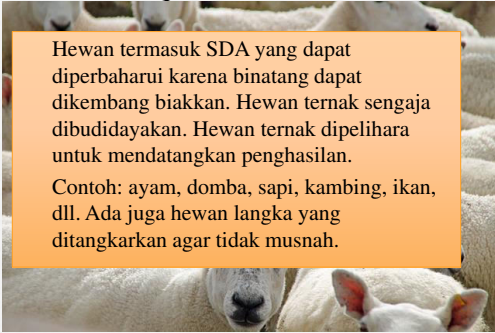 Hewan termasuk SDA yang dapat
diperbaharui karena binatang dapat
dikembang biakkan. Hewan ternak sengaja
dibudidayakan. Hewan ternak dipelihara
untuk mendatangkan penghasilan.
Contoh: ayam, domba, sapi, kambing, ikan,
dll. Ada juga hewan langka yang
ditangkarkan agar tidak musnah.